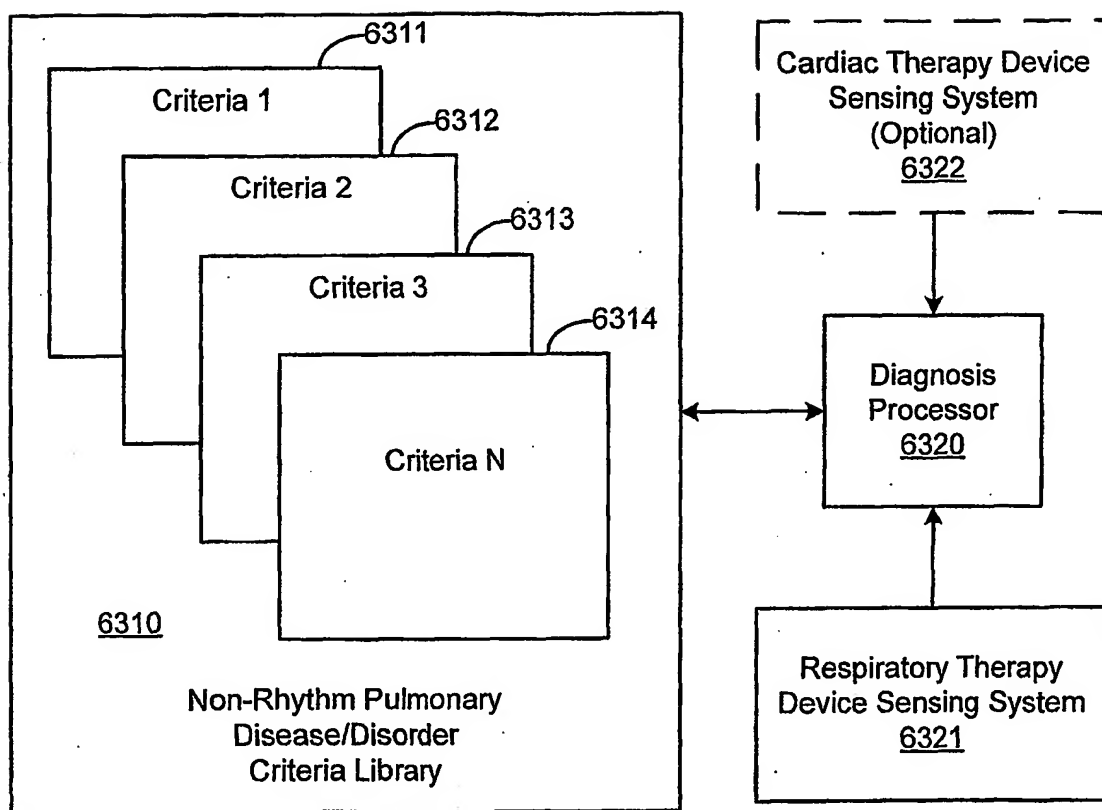 6311
Criteria 1
6312
Criteria 2
6313
Criteria 3
6314
Criteria N
6310
Non-Rhythm Pulmonary
Disease/Disorder
Criteria Library
Cardiac Therapy Device
Sensing System
(Optional)
6322
Diagnosis
Processor
6320
Respiratory Therapy
Device Sensing System
6321